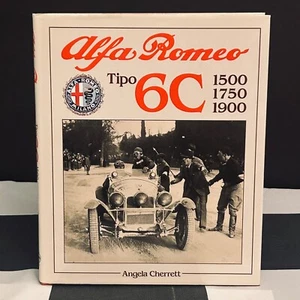 Alfa Romeo
Tipo 6C 1500
1750
1900
Angela Cherrett